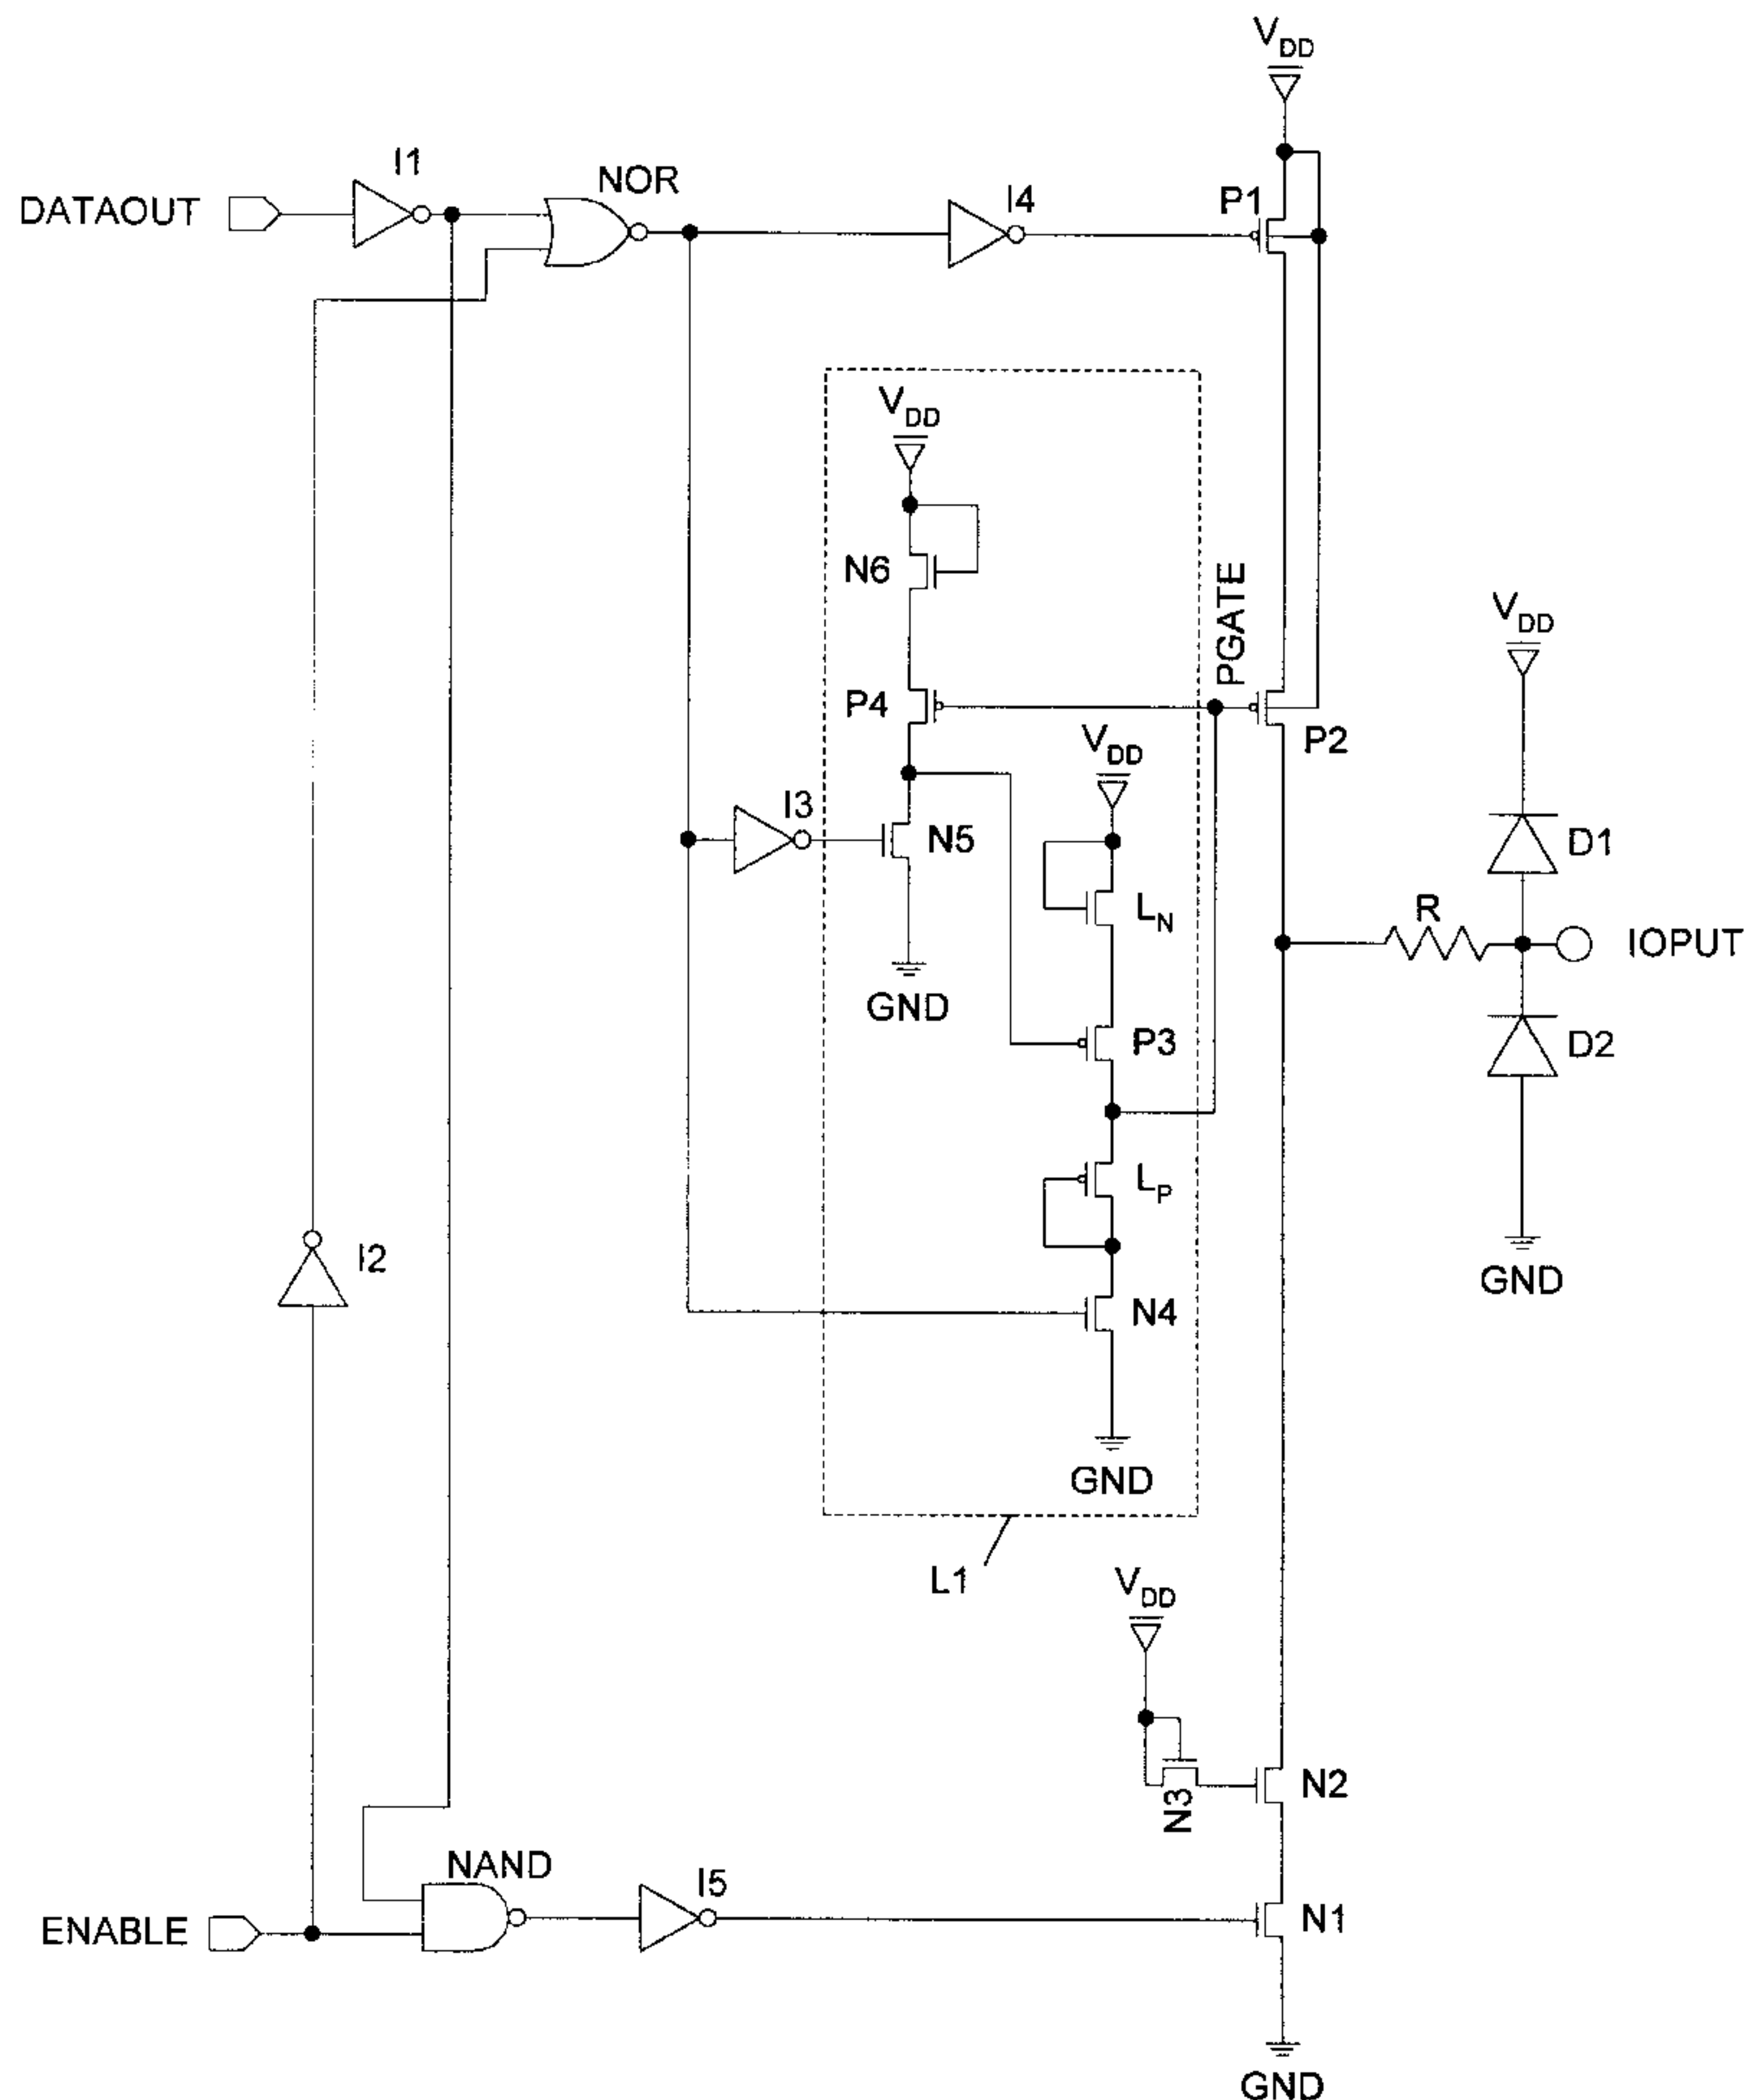 VDD
I1
NOR
DATAOUT
I4
P1
VDD
N6
PGATE
VDD
P4
VDD
P2
I3
N5
D1
LN
R
IOPUT
GND
P3
D2
LP
I2
GND
N4
GND
L1
VDD
N2
N3
NAND
I5
ENABLE
N1
GND